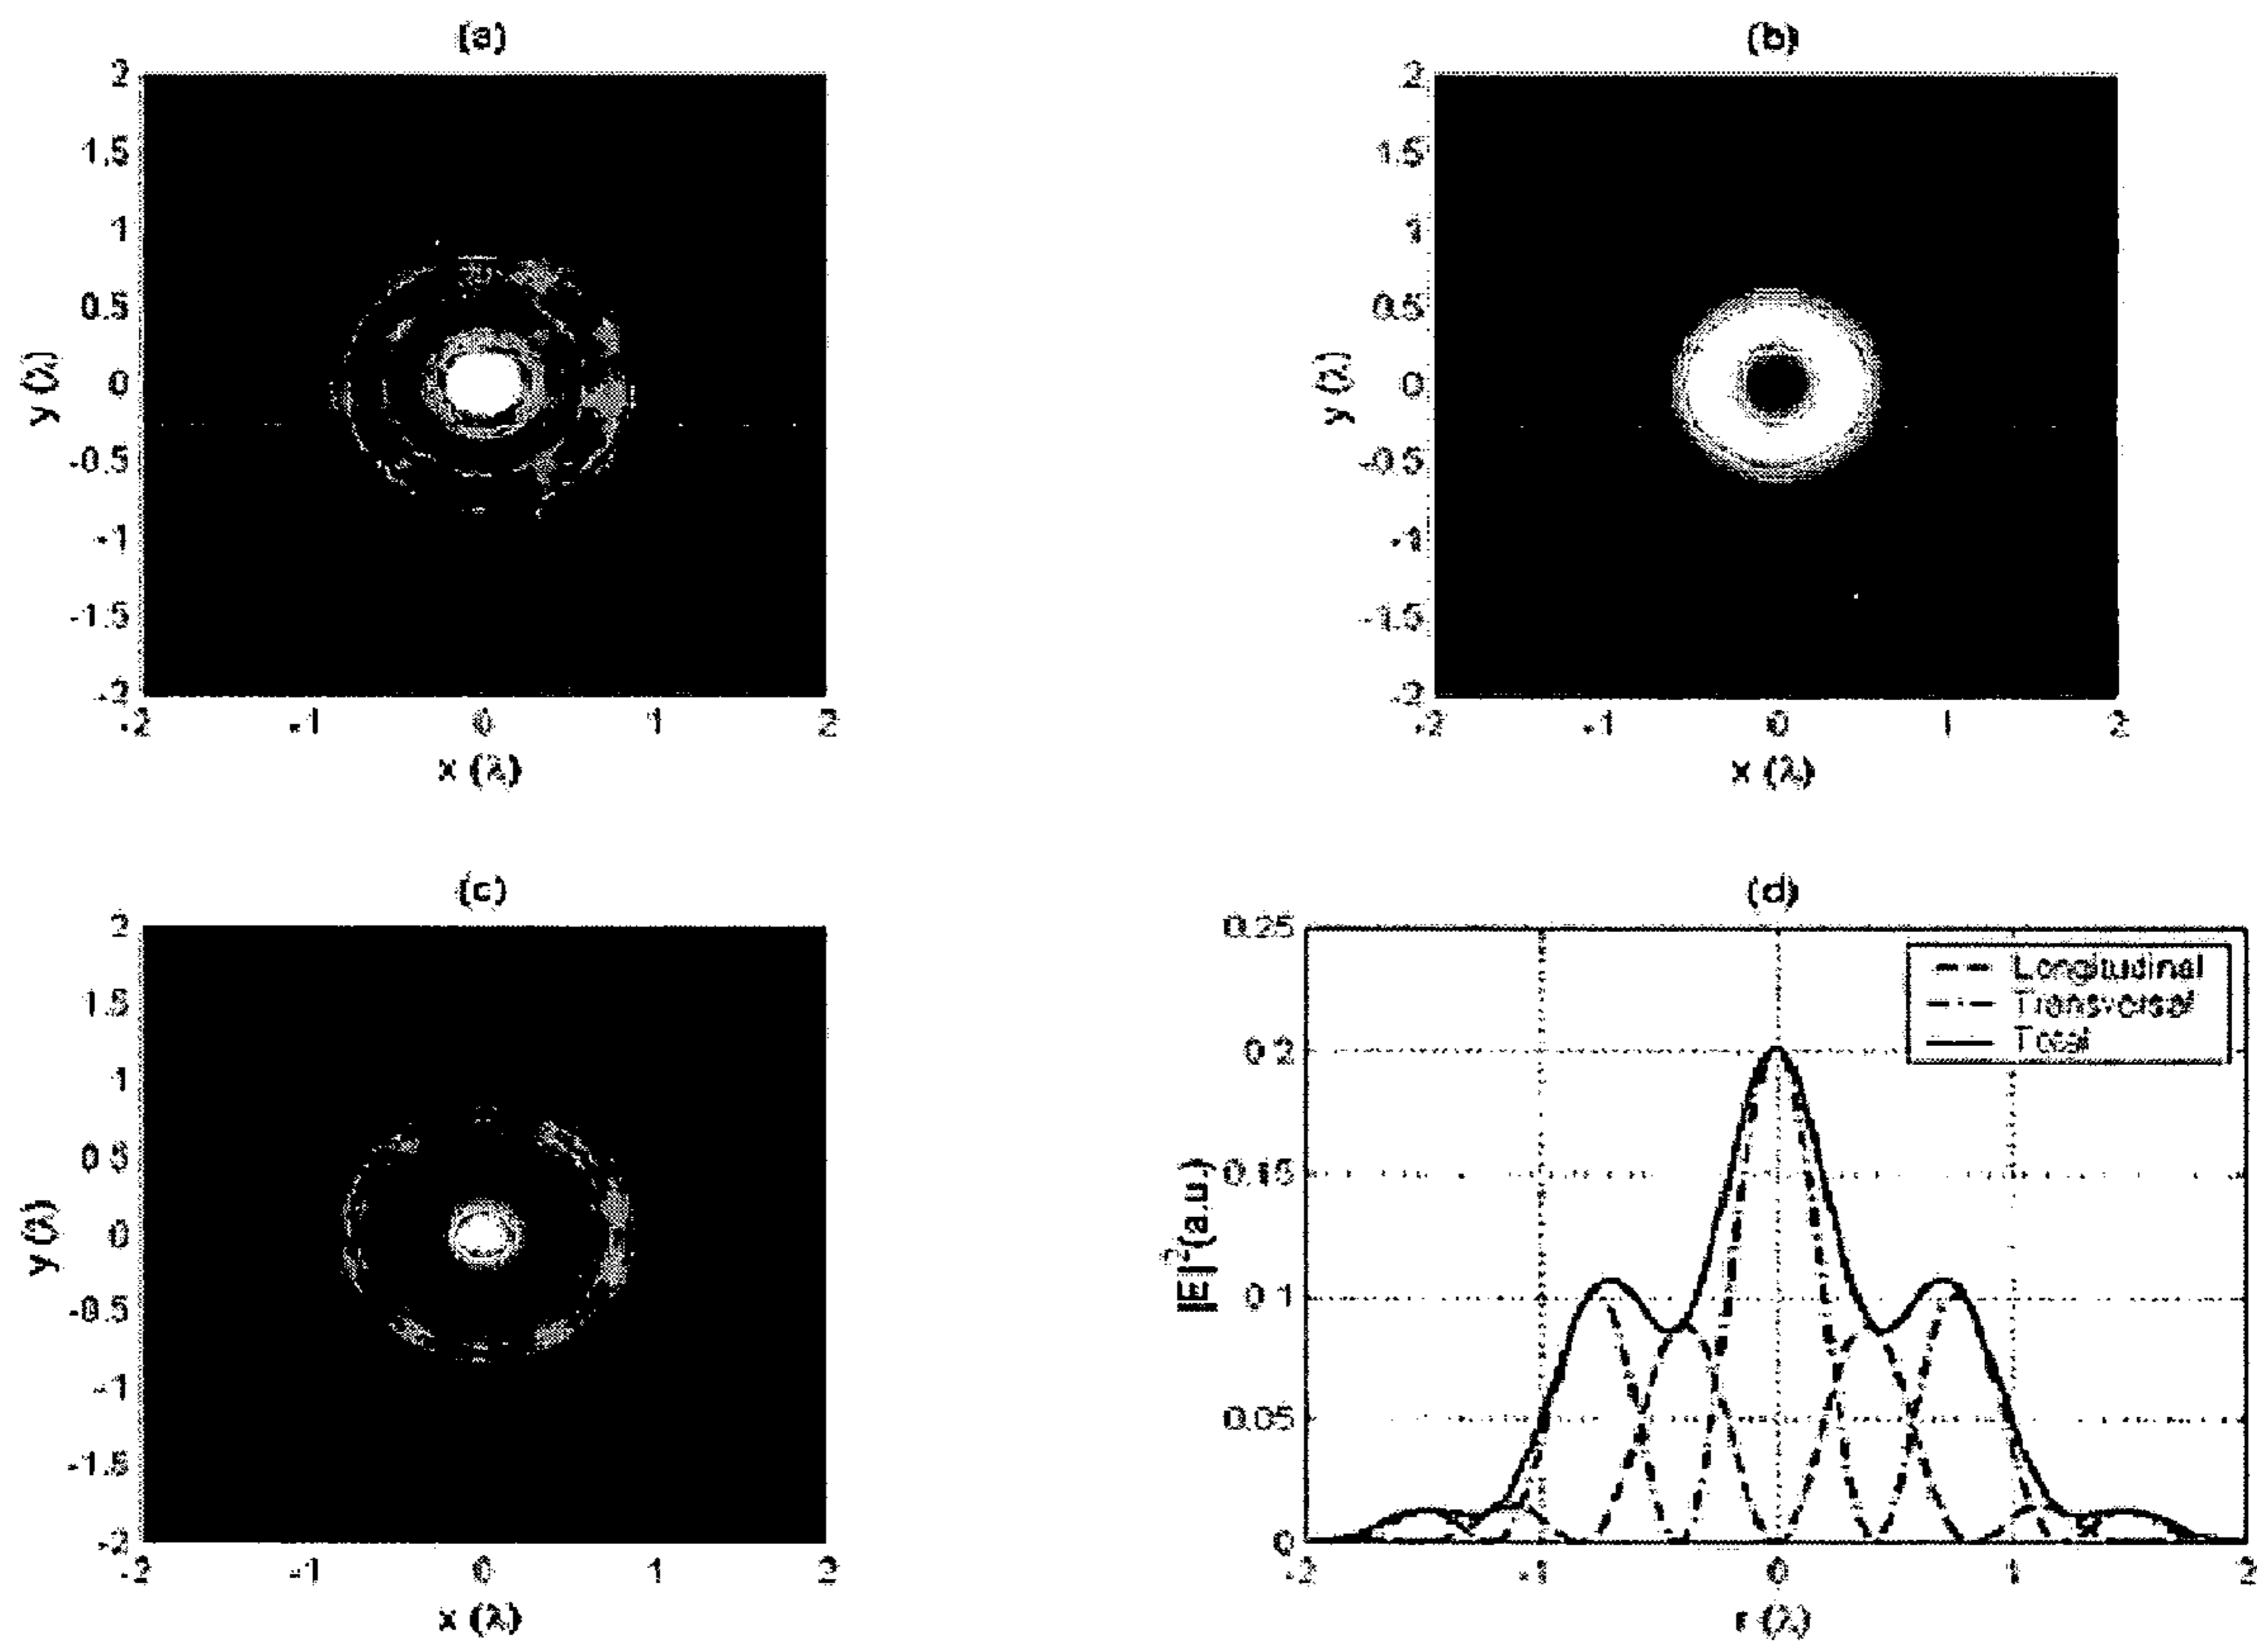 (a)
2
1.5
1
0.5
0
-0.5
-1
-1.5
-2
y (λ)
-2 -1 0 1 2
x (λ)
(b)
2
1.5
1
0.5
0
-0.5
-1
-1.5
-2
y (λ)
-2 -1 0 1 2
x (λ)
(c)
2
1.5
1
0.5
0
-0.5
-1
-1.5
-2
y (λ)
-2 -1 0 1 2
x (λ)
(d)
0.25
0.2
0.15
0.1
0.05
0
|E|²(a.u.)
Longitudinal
Transversal
Total
-2 -1 0 1 2
r (λ)